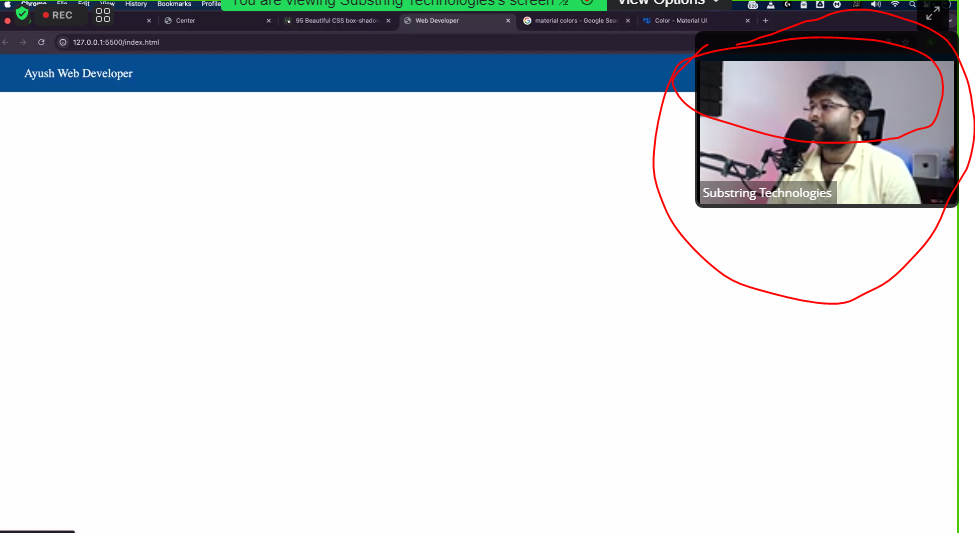 Chrome File Edit View History Bookmarks Profile
You are viewing Substring Technologies's screen
View Options
REC
Center
95 Beautiful CSS box-shadow
Web Developer
material colors - Google Sear
Color - Material UI
127.0.0.1:5500/index.html
Ayush Web Developer
Substring Technologies